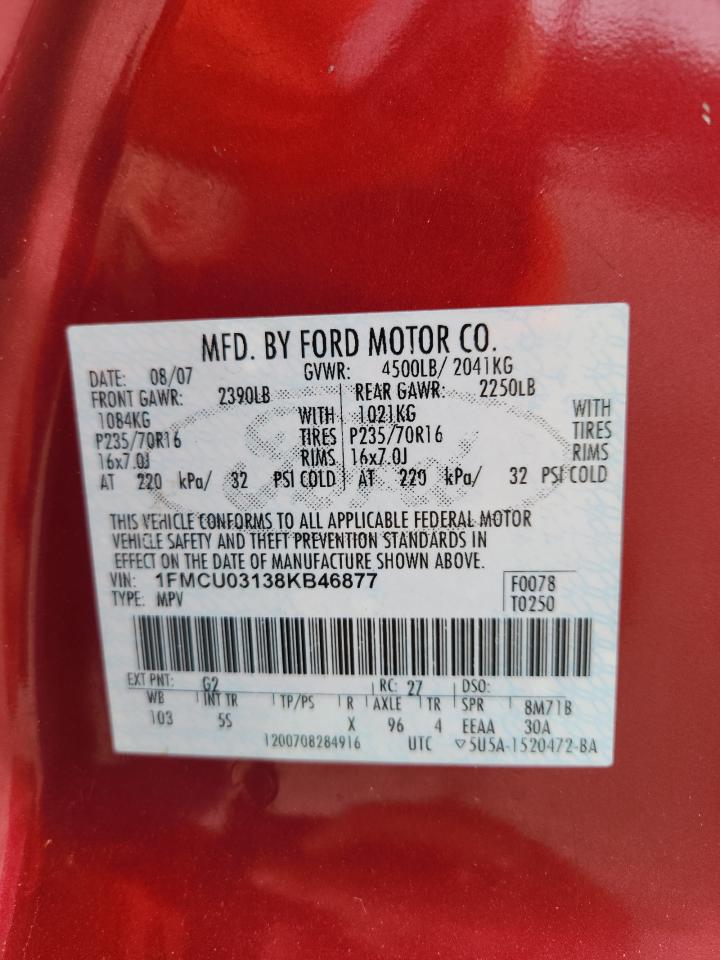 MFD. BY FORD MOTOR CO.
DATE: 08/07 GVWR: 4500LB/ 2041KG
FRONT GAWR: 2390LB REAR GAWR: 2250LB
1084KG WITH 1021KG WITH
P235/70R16 TIRES P235/70R16 TIRES
16x7.0J RIMS 16x7.0J RIMS
AT 220 kPa/ 32 PSI COLD AT 220 kPa/ 32 PSI COLD
THIS VEHICLE CONFORMS TO ALL APPLICABLE FEDERAL MOTOR
VEHICLE SAFETY AND THEFT PREVENTION STANDARDS IN
EFFECT ON THE DATE OF MANUFACTURE SHOWN ABOVE.
VIN: 1FMCU03138KB46877 F0078
TYPE: MPV T0250
EXT PNT: G2 RC: 27 DSO:
WB INT TR TP/PS R AXLE TR SPR 8M71B
103 5S X 96 4 EEAA 30A
1200708284916 UTC ▽5U5A-1520472-BA